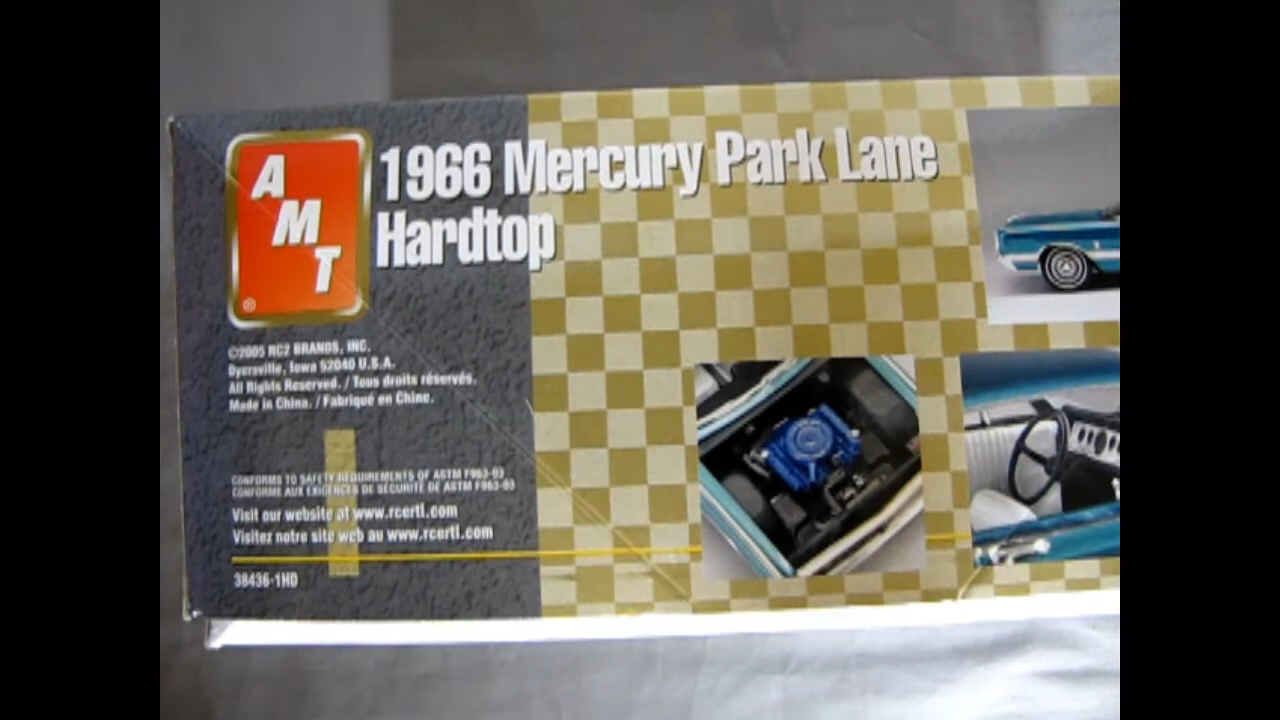 A
M
T
®
1966 Mercury Park Lane
Hardtop
©2005 RC2 BRANDS, INC.
Dyersville, Iowa 52040 U.S.A.
All Rights Reserved. / Tous droits réservés.
Made in China. / Fabriqué en Chine.
CONFORMS TO SAFETY REQUIREMENTS OF ASTM F963-03
CONFORME AUX EXIGENCES DE SÉCURITÉ DE ASTM F963-03
Visit our website at www.rcertl.com
Visitez notre site web au www.rcertl.com
38436-1HD